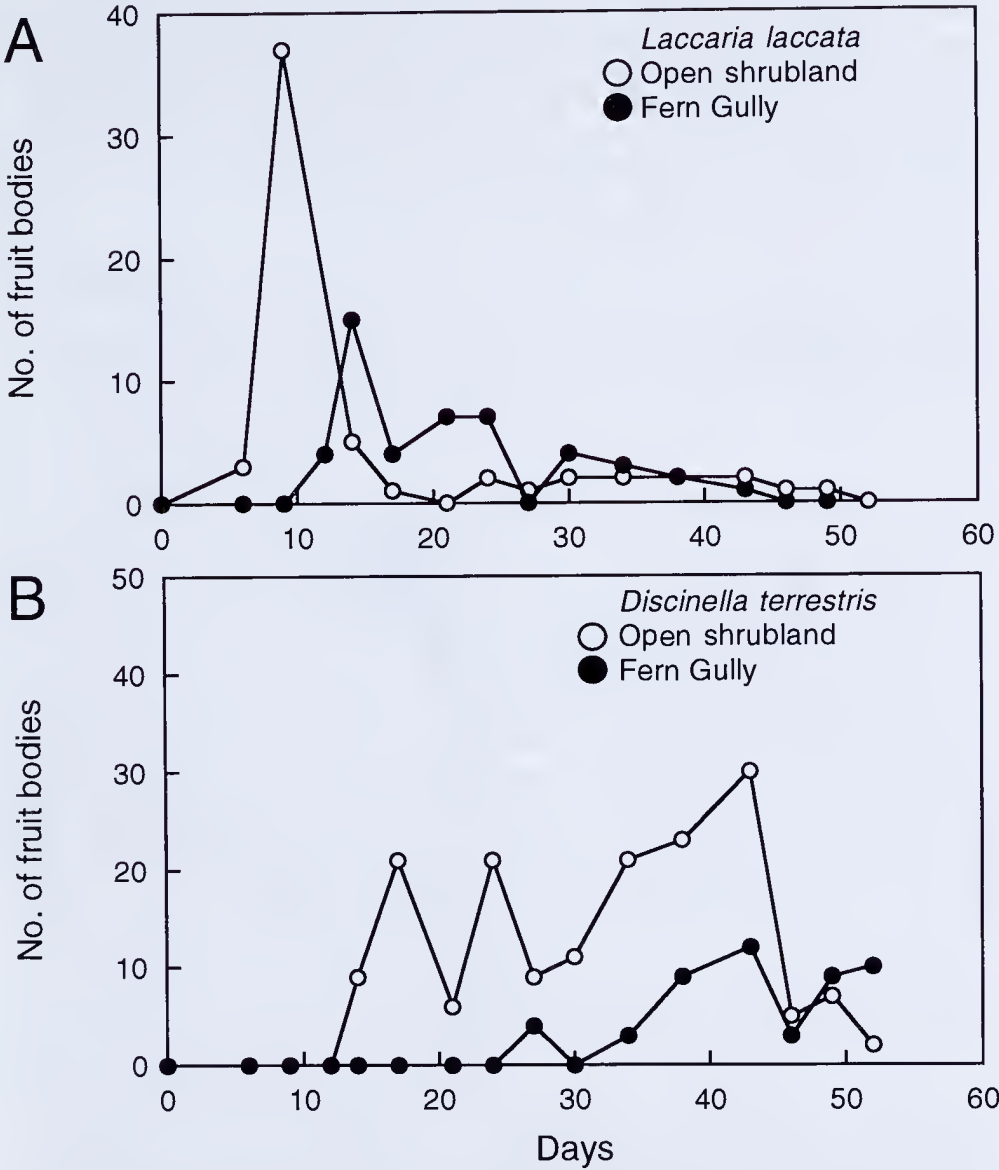 A
40
30
20
10
0
No. of fruit bodies
Laccaria laccata
Open shrubland
Fern Gully
0 10 20 30 40 50 60
B
50
40
30
20
10
0
No. of fruit bodies
Discinella terrestris
Open shrubland
Fern Gully
0 10 20 30 40 50 60
Days